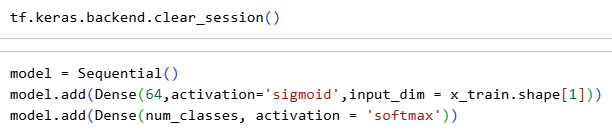 tf.keras.backend.clear_session()
model = Sequential()
model.add(Dense(64,activation='sigmoid',input_dim = x_train.shape[1]))
model.add(Dense(num_classes, activation = 'softmax'))